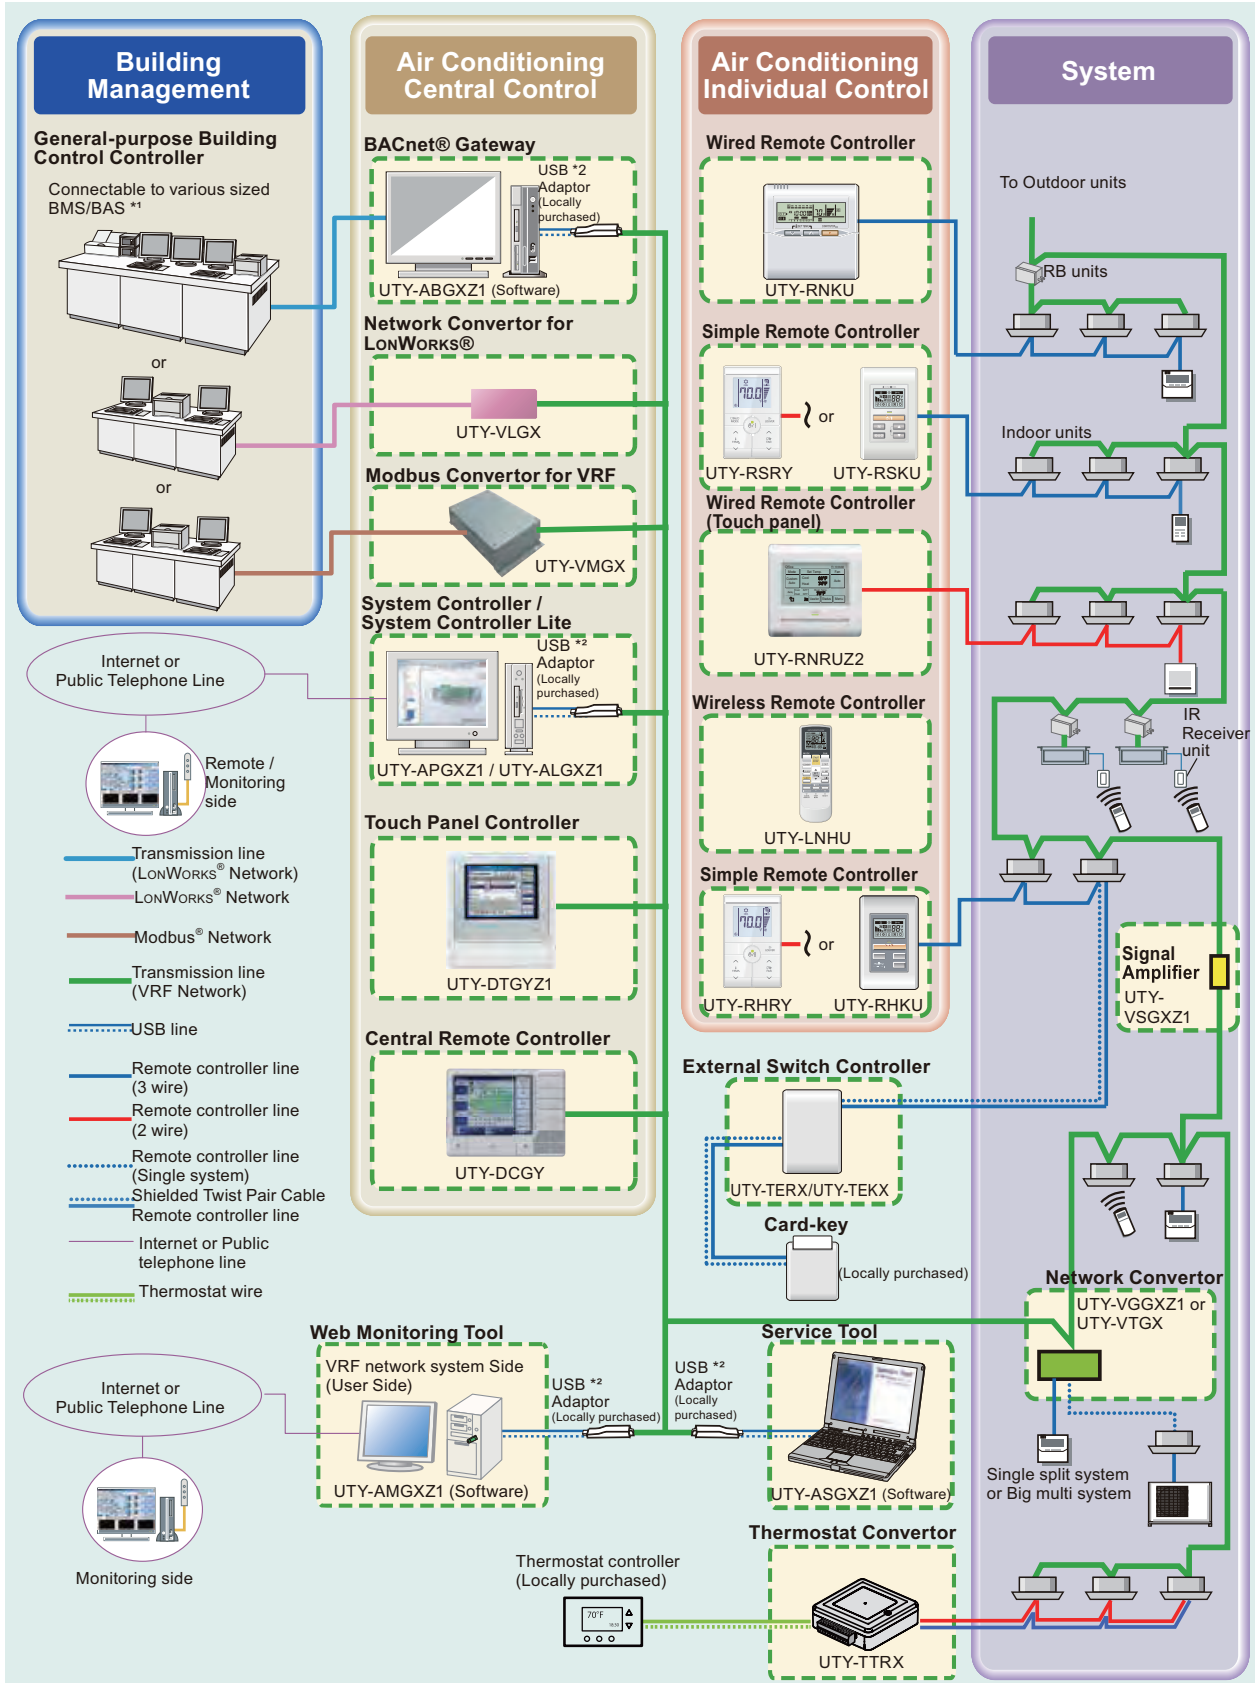 Building
Management
General-purpose Building
Control Controller
Connectable to various sized
BMS/BAS *1
or
or
Internet or
Public Telephone Line
Remote /
Monitoring
side
Transmission line
(LONWORKS® Network)
LONWORKS® Network
Modbus® Network
Transmission line
(VRF Network)
USB line
Remote controller line
(3 wire)
Remote controller line
(2 wire)
Remote controller line
(Single system)
Shielded Twist Pair Cable
Remote controller line
Internet or Public
telephone line
Thermostat wire
Internet or
Public Telephone Line
Monitoring side
Air Conditioning
Central Control
BACnet® Gateway
USB *2
Adaptor
(Locally
purchased)
UTY-ABGXZ1 (Software)
Network Convertor for
LONWORKS®
UTY-VLGX
Modbus Convertor for VRF
UTY-VMGX
System Controller /
System Controller Lite
USB *2
Adaptor
(Locally
purchased)
UTY-APGXZ1 / UTY-ALGXZ1
Touch Panel Controller
UTY-DTGYZ1
Central Remote Controller
UTY-DCGY
Web Monitoring Tool
VRF network system Side
(User Side)
USB *2
Adaptor
(Locally purchased)
UTY-AMGXZ1 (Software)
Air Conditioning
Individual Control
Wired Remote Controller
UTY-RNKU
Simple Remote Controller
70.0
or
UTY-RSRY
UTY-RSKU
Wired Remote Controller
(Touch panel)
UTY-RNRUZ2
Wireless Remote Controller
UTY-LNHU
Simple Remote Controller
70.0
or
UTY-RHRY
UTY-RHKU
External Switch Controller
UTY-TERX/UTY-TEKX
Card-key
(Locally purchased)
Service Tool
USB *2
Adaptor
(Locally
purchased)
UTY-ASGXZ1 (Software)
Thermostat Convertor
Thermostat controller
(Locally purchased)
70°F
UTY-TTRX
System
To Outdoor units
RB units
Indoor units
IR
Receiver
unit
Signal
Amplifier
UTY-
VSGXZ1
Network Convertor
UTY-VGGXZ1 or
UTY-VTGX
Single split system
or Big multi system